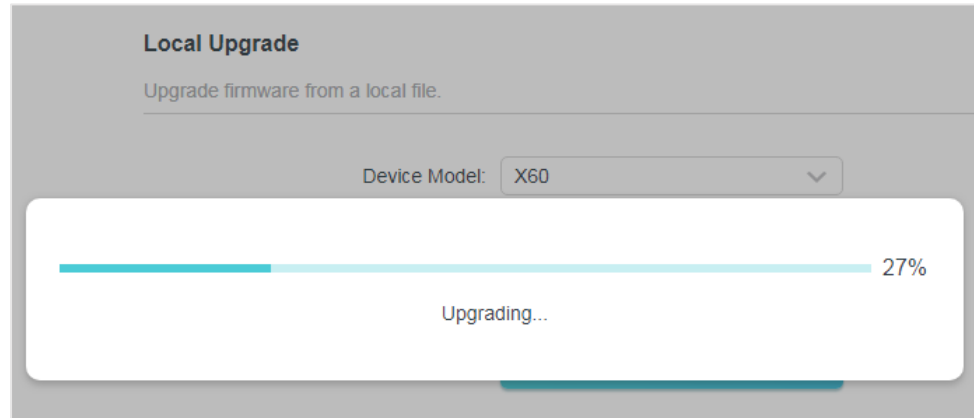 Local Upgrade
Upgrade firmware from a local file.
Device Model: X60
27%
Upgrading...